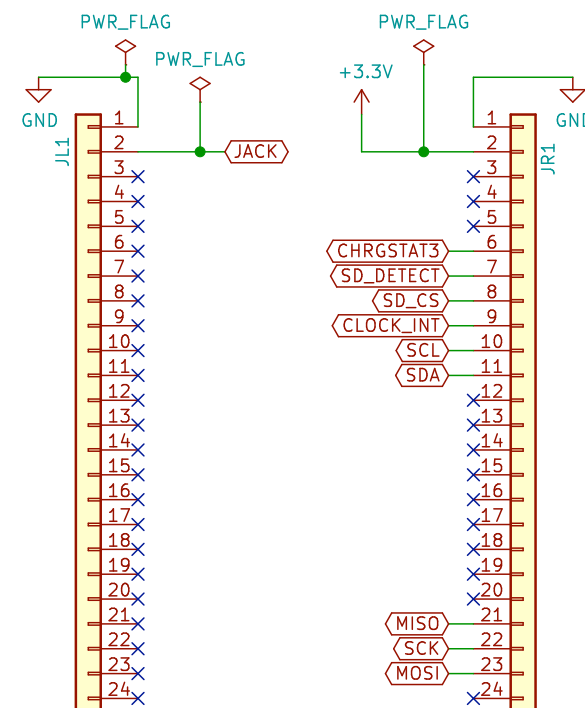 PWR_FLAG
PWR_FLAG
PWR_FLAG
+3.3V
GND
GND
JL1
1
2
JACK
3
4
5
6
7
8
9
10
11
12
13
14
15
16
17
18
19
20
21
22
23
24
JR1
1
2
3
4
5
CHRGSTAT3 6
SD_DETECT 7
SD_CS 8
CLOCK_INT 9
SCL 10
SDA 11
12
13
14
15
16
17
18
19
20
MISO 21
SCK 22
MOSI 23
24